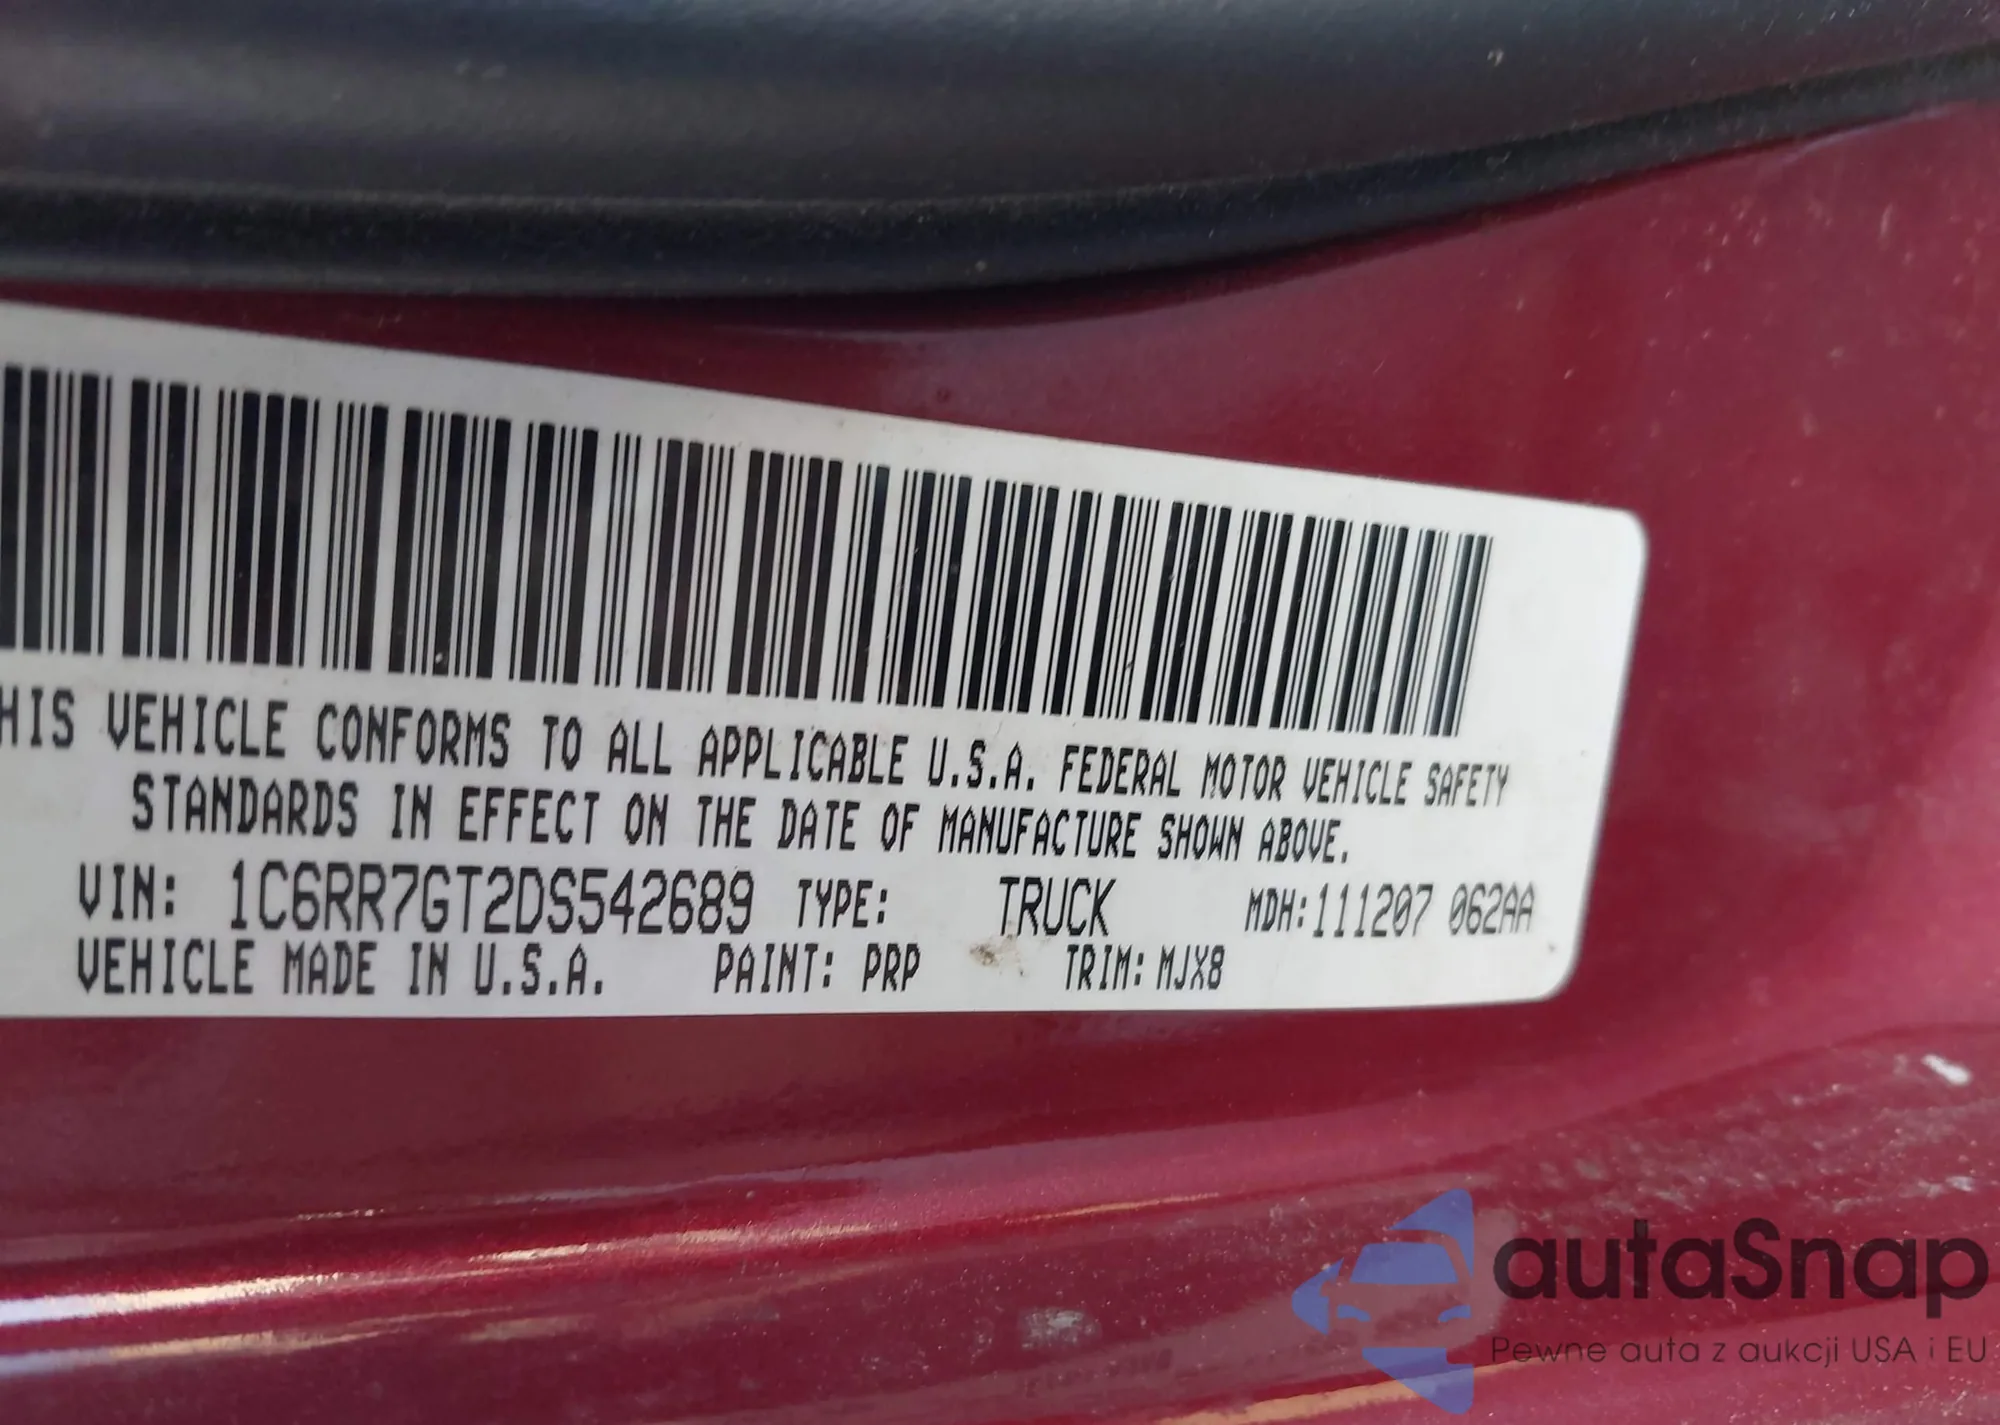 HIS VEHICLE CONFORMS TO ALL APPLICABLE U.S.A. FEDERAL MOTOR VEHICLE SAFETY
STANDARDS IN EFFECT ON THE DATE OF MANUFACTURE SHOWN ABOVE.
VIN: 1C6RR7GT2DS542689 TYPE: TRUCK MDH:111207 062AA
VEHICLE MADE IN U.S.A. PAINT: PRP TRIM: MJX8
autaSnap
Pewne auta z aukcji USA i EU